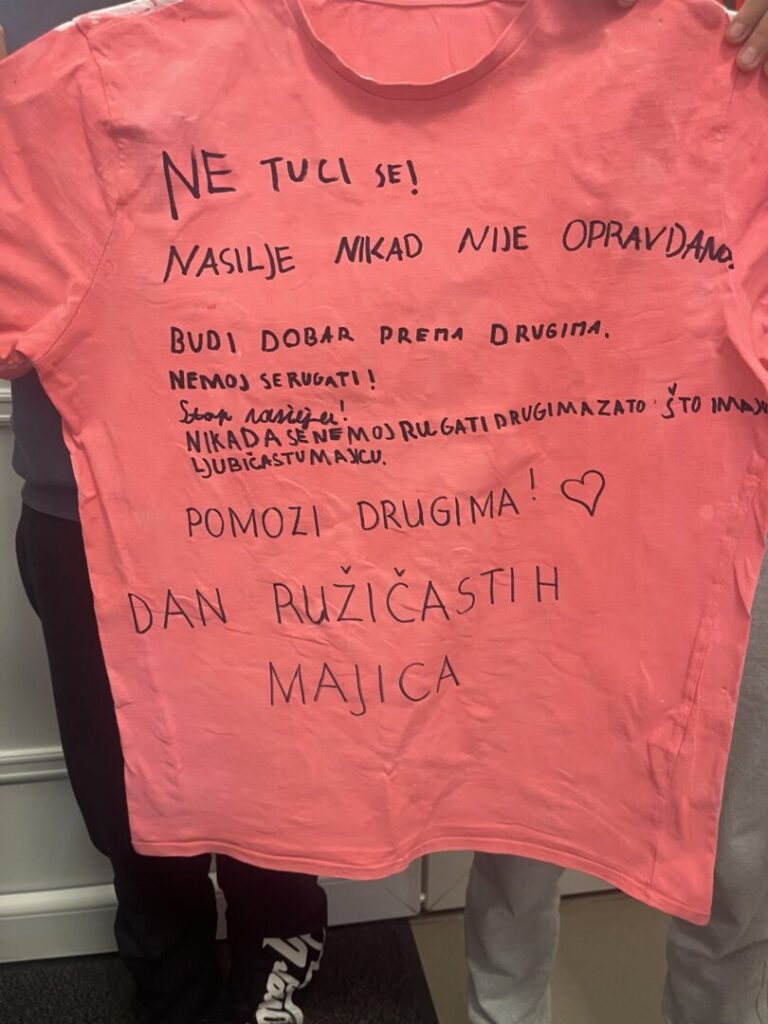 NE TUCI SE!
NASILJE NIKAD NIJE OPRAVDANO.
BUDI DOBAR PREMA DRUGIMA.
NEMOJ SE RUGATI!
Stop nasilju!
NIKADA SE NEMOJ RUGATI DRUGIMA ZATO ŠTO IMAJU
LJUBIČASTU MAJICU.
POMOZI DRUGIMA! ♡
DAN RUŽIČASTIH
MAJICA